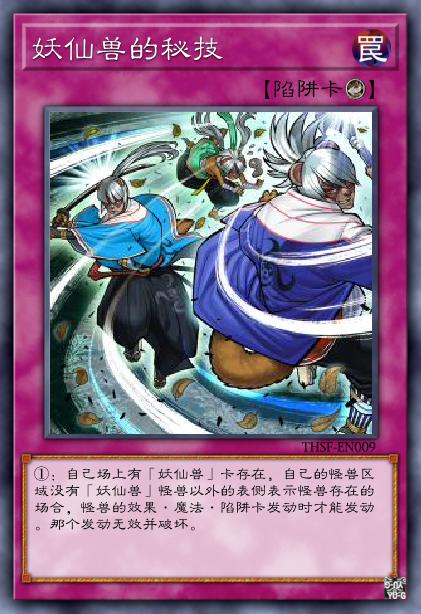 妖仙兽的秘技
罠
【陷阱卡】
THSF-EN009
①：自己场上有「妖仙兽」卡存在，自己的怪兽区
域没有「妖仙兽」怪兽以外的表侧表示怪兽存在的
场合，怪兽的效果·魔法·陷阱卡发动时才能发动
。那个发动无效并破坏。